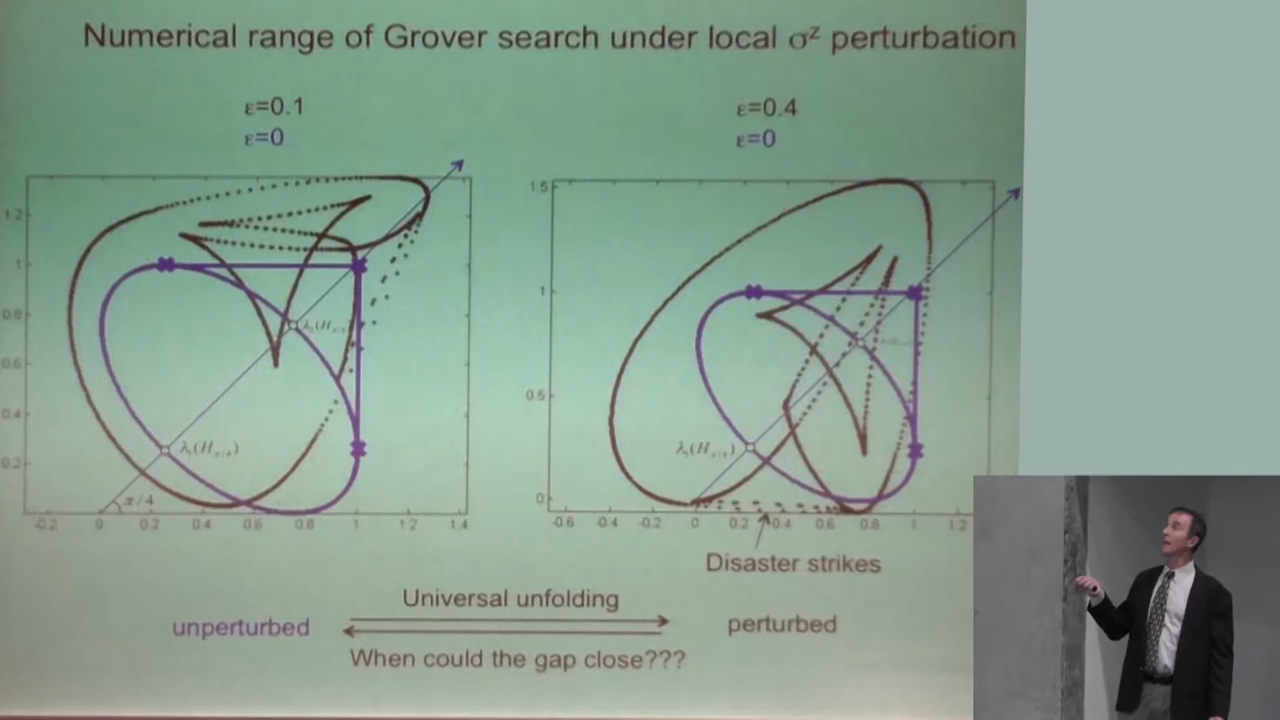 Numerical range of Grover search under local σᶻ perturbation
ε=0.1
ε=0
ε=0.4
ε=0
1.2
1
0.8
0.6
0.4
0.2
-0.2
0
0.2
0.4
0.6
0.8
1
1.2
1.4
π/4
1.5
1
0.5
0
-0.6
-0.4
-0.2
0
0.2
0.4
0.6
0.8
1
1.2
Disaster strikes
Universal unfolding
unperturbed
perturbed
When could the gap close???